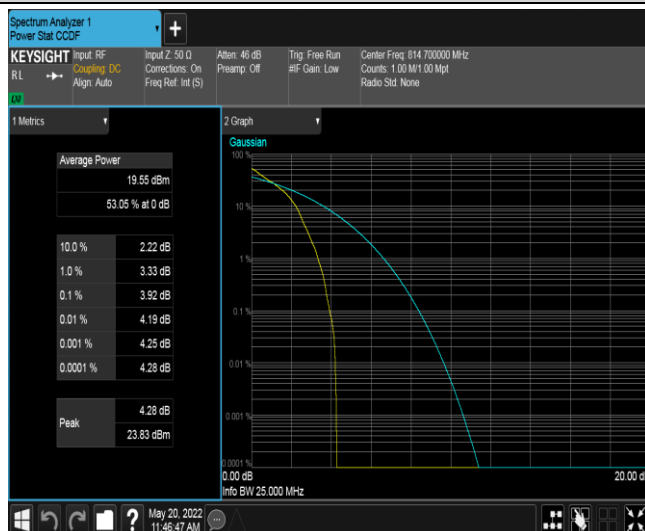 Spectrum Analyzer 1
Power Stat CCDF
+
KEYSIGHT
RL
LM
Input: RF
Coupling: DC
Align: Auto
Input Z: 50 Ω
Corrections: On
Freq Ref: Int (S)
Atten: 46 dB
Preamp: Off
Trig: Free Run
#IF Gain: Low
Center Freq: 814.700000 MHz
Counts: 1.00 M/1.00 Mpt
Radio Std: None
1 Metrics
Average Power
19.55 dBm
53.05 % at 0 dB
10.0 % 2.22 dB
1.0 % 3.33 dB
0.1 % 3.92 dB
0.01 % 4.19 dB
0.001 % 4.25 dB
0.0001 % 4.28 dB
Peak
4.28 dB
23.83 dBm
2 Graph
Gaussian
100 %
10 %
1 %
0.1 %
0.01 %
0.001 %
0.0001 %
0.00 dB
20.00 d
Info BW 25.000 MHz
?
May 20, 2022
11:46:47 AM